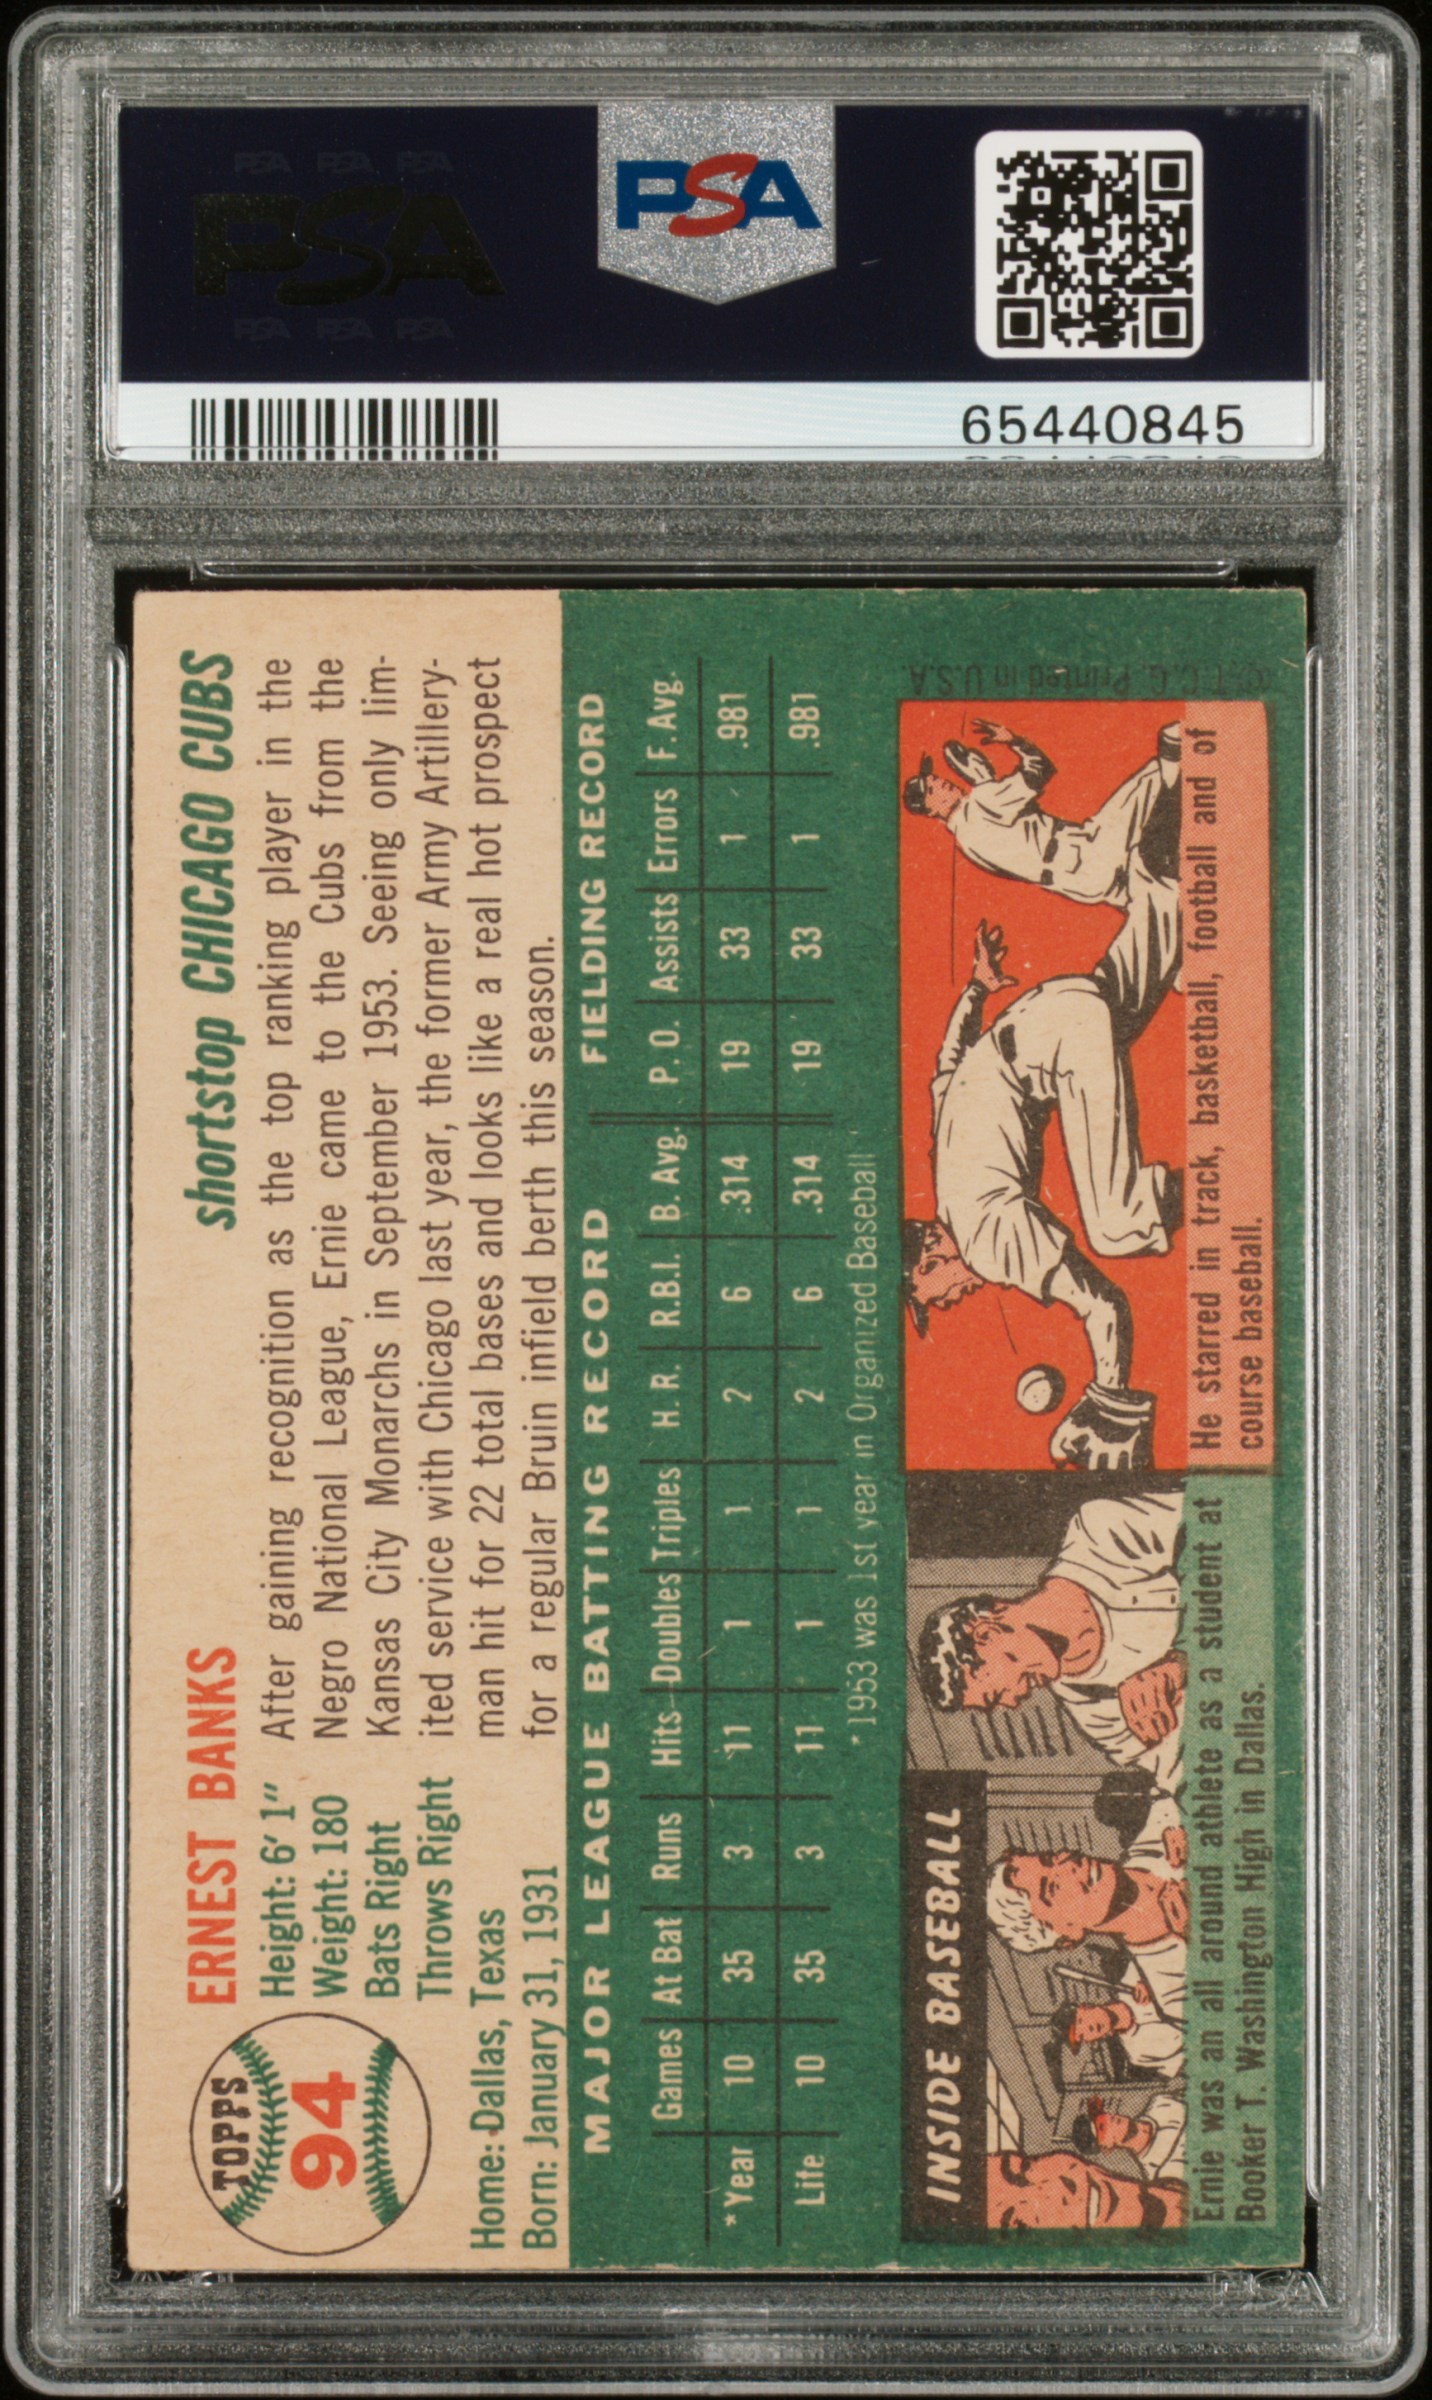 PSA PSA PSA
PSA
PSA PSA PSA
PSA
65440845
TOPPS
94
ERNEST BANKS
shortstop CHICAGO CUBS
Height: 6' 1"
Weight: 180
Bats Right
Throws Right
Home: Dallas, Texas
Born: January 31, 1931
After gaining recognition as the top ranking player in the
Negro National League, Ernie came to the Cubs from the
Kansas City Monarchs in September 1953. Seeing only lim-
ited service with Chicago last year, the former Army Artillery-
man hit for 22 total bases and looks like a real hot prospect
for a regular Bruin infield berth this season.
MAJOR LEAGUE BATTING RECORD FIELDING RECORD
Games At Bat Runs Hits Doubles Triples H. R. R.B.I. B. Avg. P. O. Assists Errors F. Avg.
*Year 10 35 3 11 1 1 2 6 .314 19 33 1 .981
Life 10 35 3 11 1 1 2 6 .314 19 33 1 .981
*1953 was 1st year in Organized Baseball
INSIDE BASEBALL
Ernie was an all around athlete as a student at
Booker T. Washington High in Dallas.
He starred in track, basketball, football and of
course baseball.
T. C. G. Printed in U.S.A.
PSA